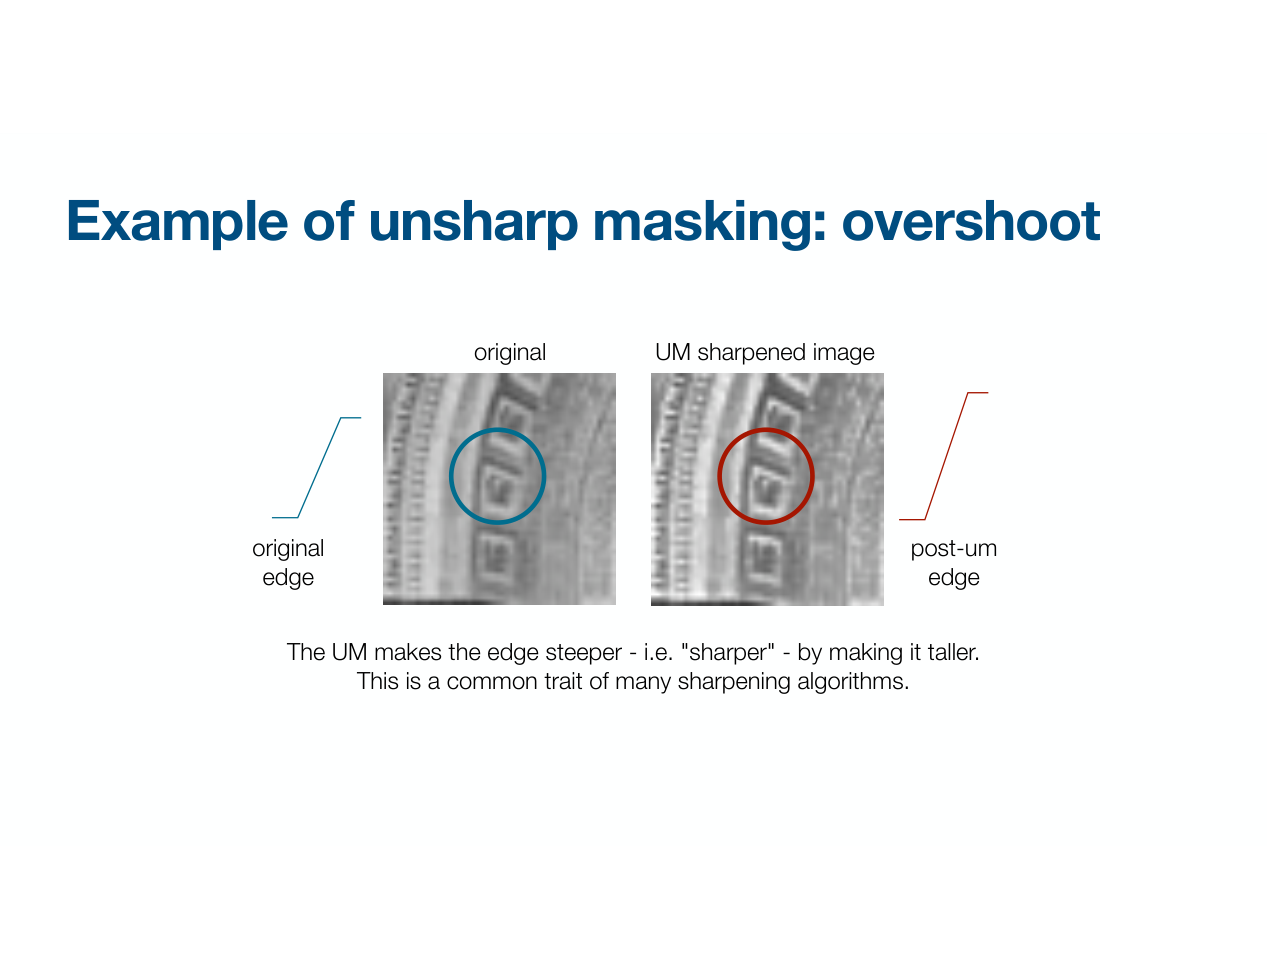 Example of unsharp masking: overshoot
original
UM sharpened image
original
edge
post-um
edge
The UM makes the edge steeper - i.e. "sharper" - by making it taller.
This is a common trait of many sharpening algorithms.